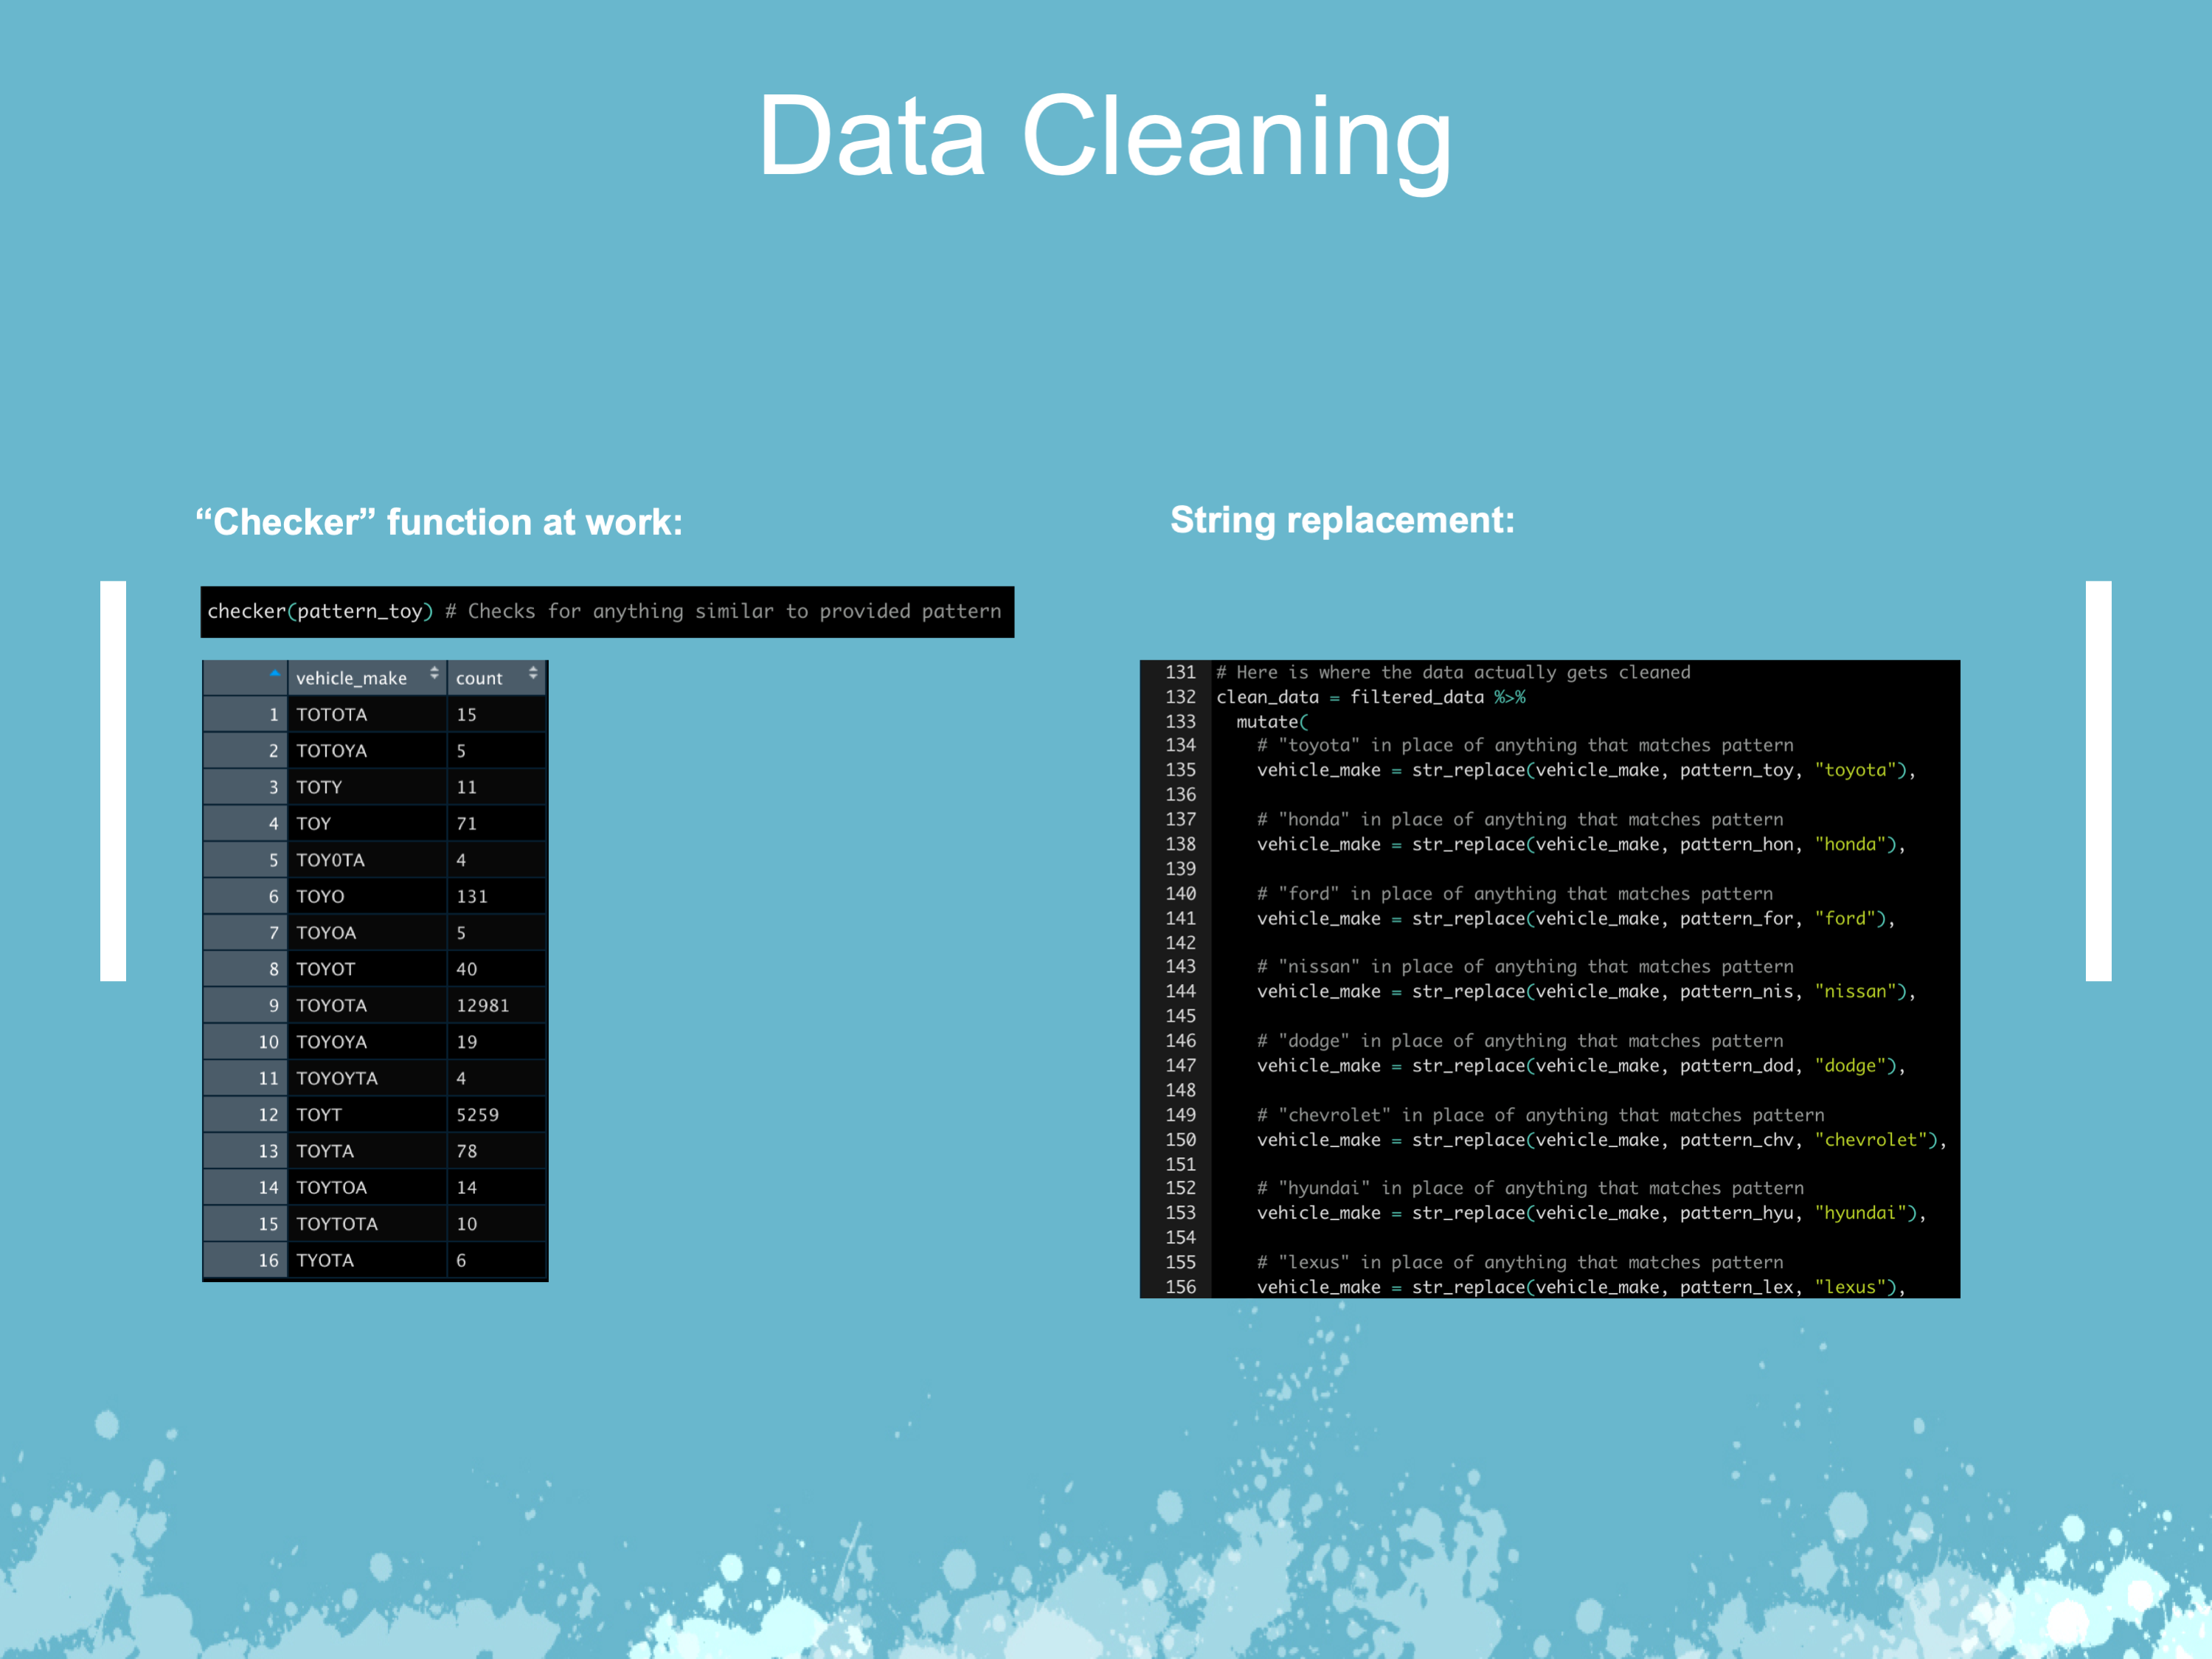 Data Cleaning
“Checker” function at work:
checker(pattern_toy) # Checks for anything similar to provided pattern
vehicle_make count
1 TOTOTA 15
2 TOTOYA 5
3 TOTY 11
4 TOY 71
5 TOY0TA 4
6 TOYO 131
7 TOYOA 5
8 TOYOT 40
9 TOYOTA 12981
10 TOYOYA 19
11 TOYOYTA 4
12 TOYT 5259
13 TOYTA 78
14 TOYTOA 14
15 TOYTOTA 10
16 TYOTA 6
String replacement:
131 # Here is where the data actually gets cleaned
132 clean_data = filtered_data %>%
133 mutate(
134 # "toyota" in place of anything that matches pattern
135 vehicle_make = str_replace(vehicle_make, pattern_toy, "toyota"),
136
137 # "honda" in place of anything that matches pattern
138 vehicle_make = str_replace(vehicle_make, pattern_hon, "honda"),
139
140 # "ford" in place of anything that matches pattern
141 vehicle_make = str_replace(vehicle_make, pattern_for, "ford"),
142
143 # "nissan" in place of anything that matches pattern
144 vehicle_make = str_replace(vehicle_make, pattern_nis, "nissan"),
145
146 # "dodge" in place of anything that matches pattern
147 vehicle_make = str_replace(vehicle_make, pattern_dod, "dodge"),
148
149 # "chevrolet" in place of anything that matches pattern
150 vehicle_make = str_replace(vehicle_make, pattern_chv, "chevrolet"),
151
152 # "hyundai" in place of anything that matches pattern
153 vehicle_make = str_replace(vehicle_make, pattern_hyu, "hyundai"),
154
155 # "lexus" in place of anything that matches pattern
156 vehicle_make = str_replace(vehicle_make, pattern_lex, "lexus"),